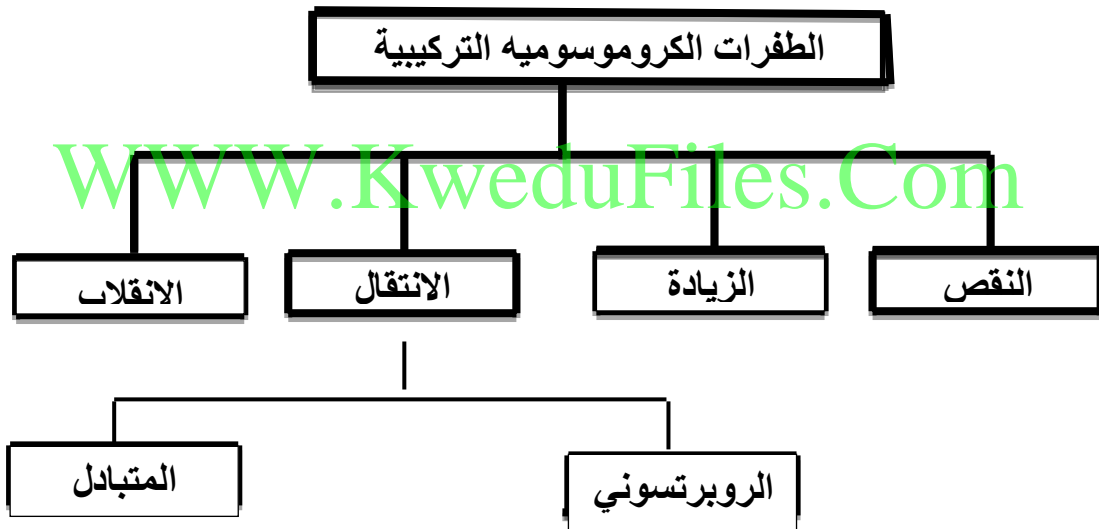 الطفرات الكروموسوميه التركيبية
WWW.KweduFiles.Com
النقص
الزيادة
الانتقال
الانقلاب
الروبرتسوني
المتبادل